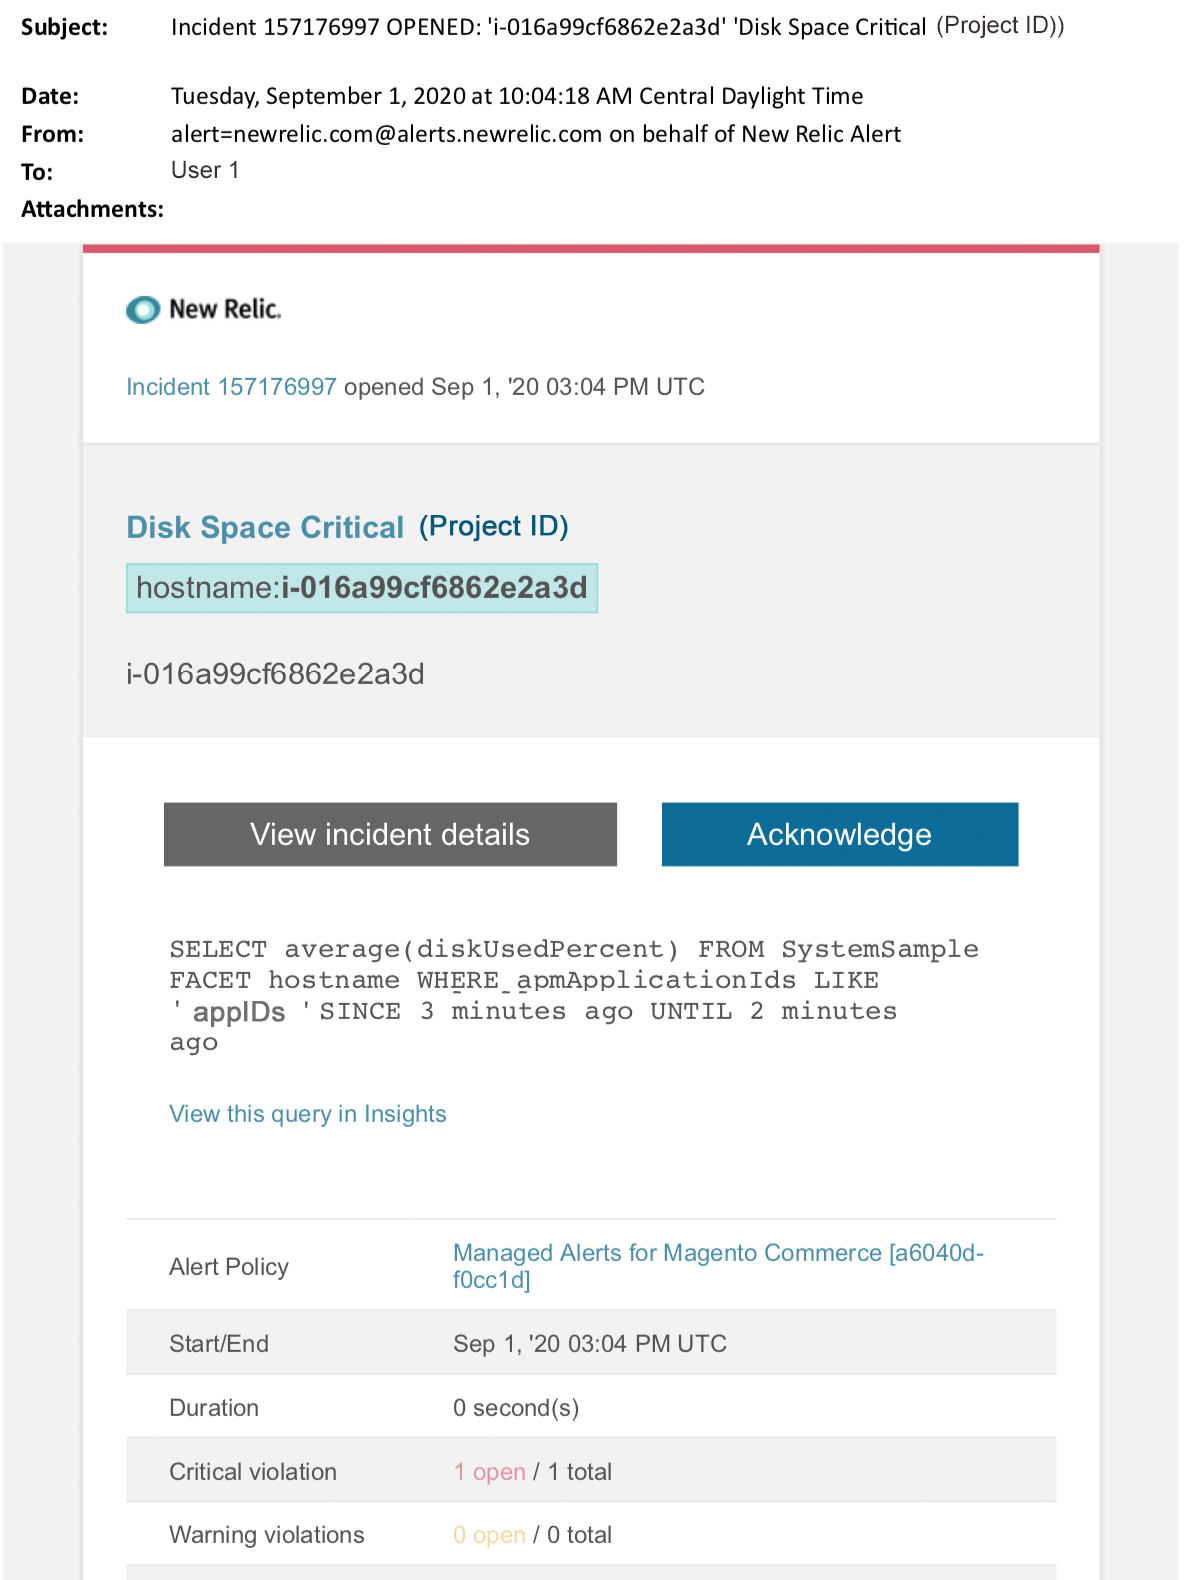 Subject: Incident 157176997 OPENED: 'i-016a99cf6862e2a3d' 'Disk Space Critical (Project ID))
Date: Tuesday, September 1, 2020 at 10:04:18 AM Central Daylight Time
From: alert=newrelic.com@alerts.newrelic.com on behalf of New Relic Alert
To: User 1
Attachments:
New Relic.
Incident 157176997 opened Sep 1, '20 03:04 PM UTC
Disk Space Critical (Project ID)
hostname:i-016a99cf6862e2a3d
i-016a99cf6862e2a3d
View incident details Acknowledge
SELECT average(diskUsedPercent) FROM SystemSample
FACET hostname WHERE apmApplicationIds LIKE
' appIDs 'SINCE 3 minutes ago UNTIL 2 minutes
ago
View this query in Insights
Alert Policy Managed Alerts for Magento Commerce [a6040d-
f0cc1d]
Start/End Sep 1, '20 03:04 PM UTC
Duration 0 second(s)
Critical violation 1 open / 1 total
Warning violations 0 open / 0 total